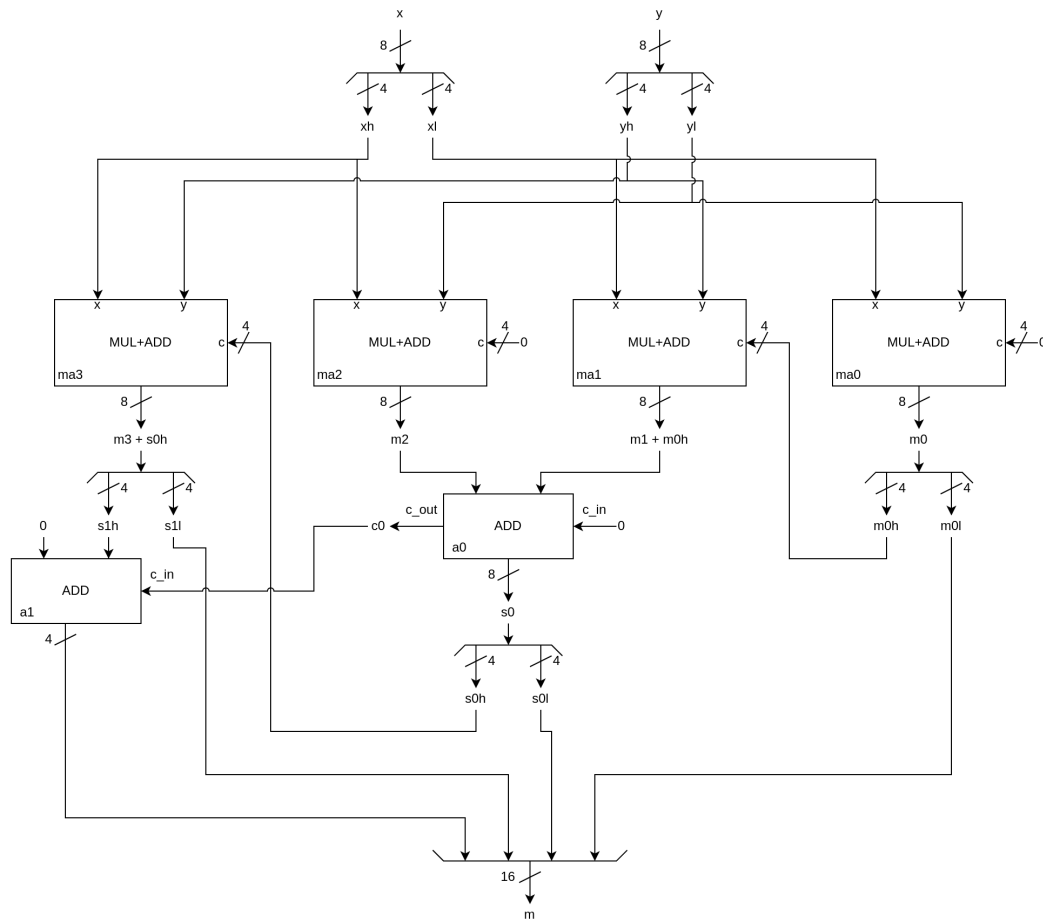 x y
8 8
4 4 4 4
xh xl yh yl
x y x y x y x y
4 4 4 4
MUL+ADD c MUL+ADD c 0 MUL+ADD c MUL+ADD c 0
ma3 ma2 ma1 ma0
8 8 8 8
m3 + s0h m2 m1 + m0h m0
4 4 4 4
c_out c_in
0 s1h s1l c0 ADD 0 m0h m0l
a0
c_in
8
ADD
a1 s0
4
4 4
s0h s0l
16
m